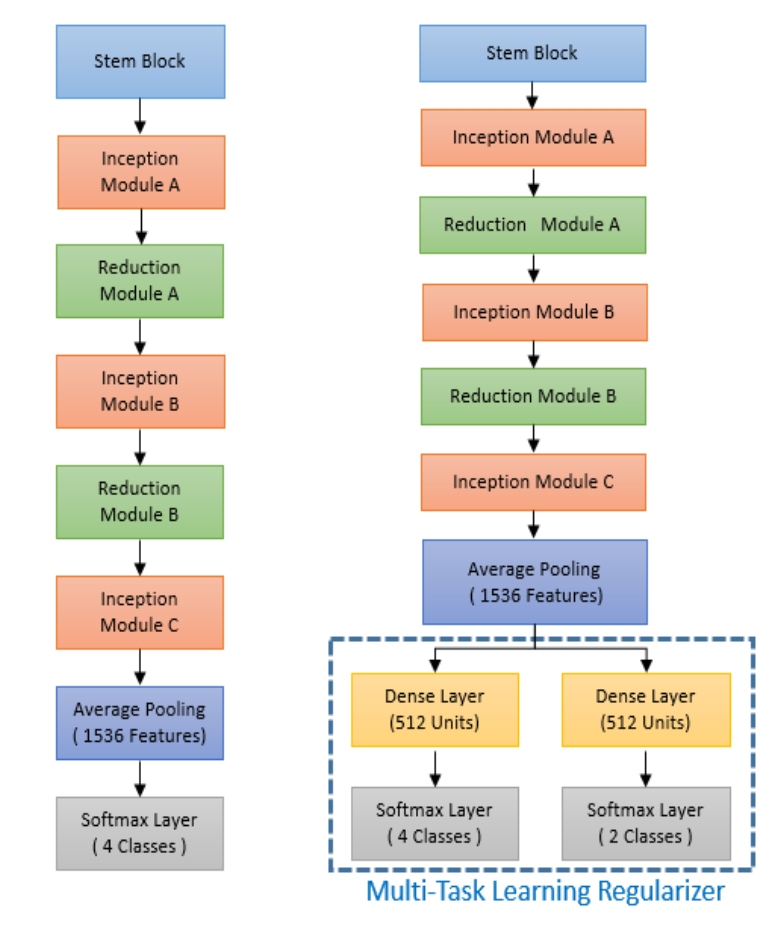 Stem Block
Inception
Module A
Reduction
Module A
Inception
Module B
Reduction
Module B
Inception
Module C
Average Pooling
( 1536 Features)
Softmax Layer
( 4 Classes )
Stem Block
Inception Module A
Reduction Module A
Inception Module B
Reduction Module B
Inception Module C
Average Pooling
( 1536 Features)
Dense Layer
(512 Units)
Softmax Layer
( 4 Classes )
Dense Layer
(512 Units)
Softmax Layer
( 2 Classes )
Multi-Task Learning Regularizer